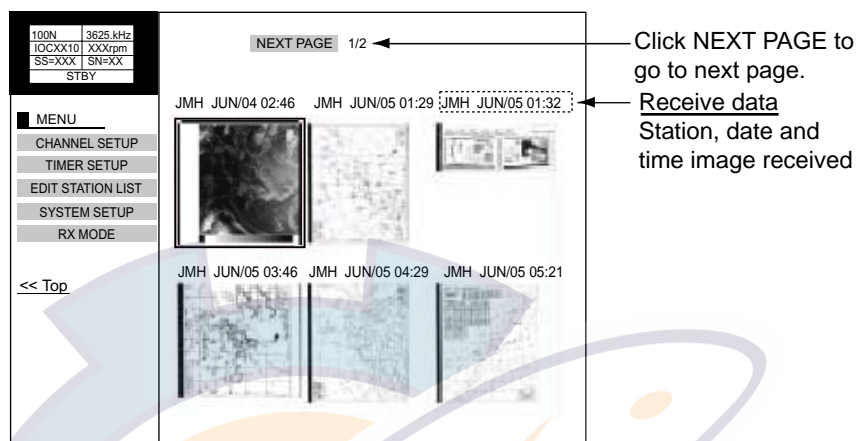 100N 3625.kHz
IOCXX10 XXXrpm
SS=XXX SN=XX
STBY
NEXT PAGE 1/2
Click NEXT PAGE to
go to next page.
JMH JUN/04 02:46 JMH JUN/05 01:29 JMH JUN/05 01:32
Receive data
Station, date and
time image received
MENU
CHANNEL SETUP
TIMER SETUP
EDIT STATION LIST
SYSTEM SETUP
RX MODE
JMH JUN/05 03:46 JMH JUN/05 04:29 JMH JUN/05 05:21
<< Top